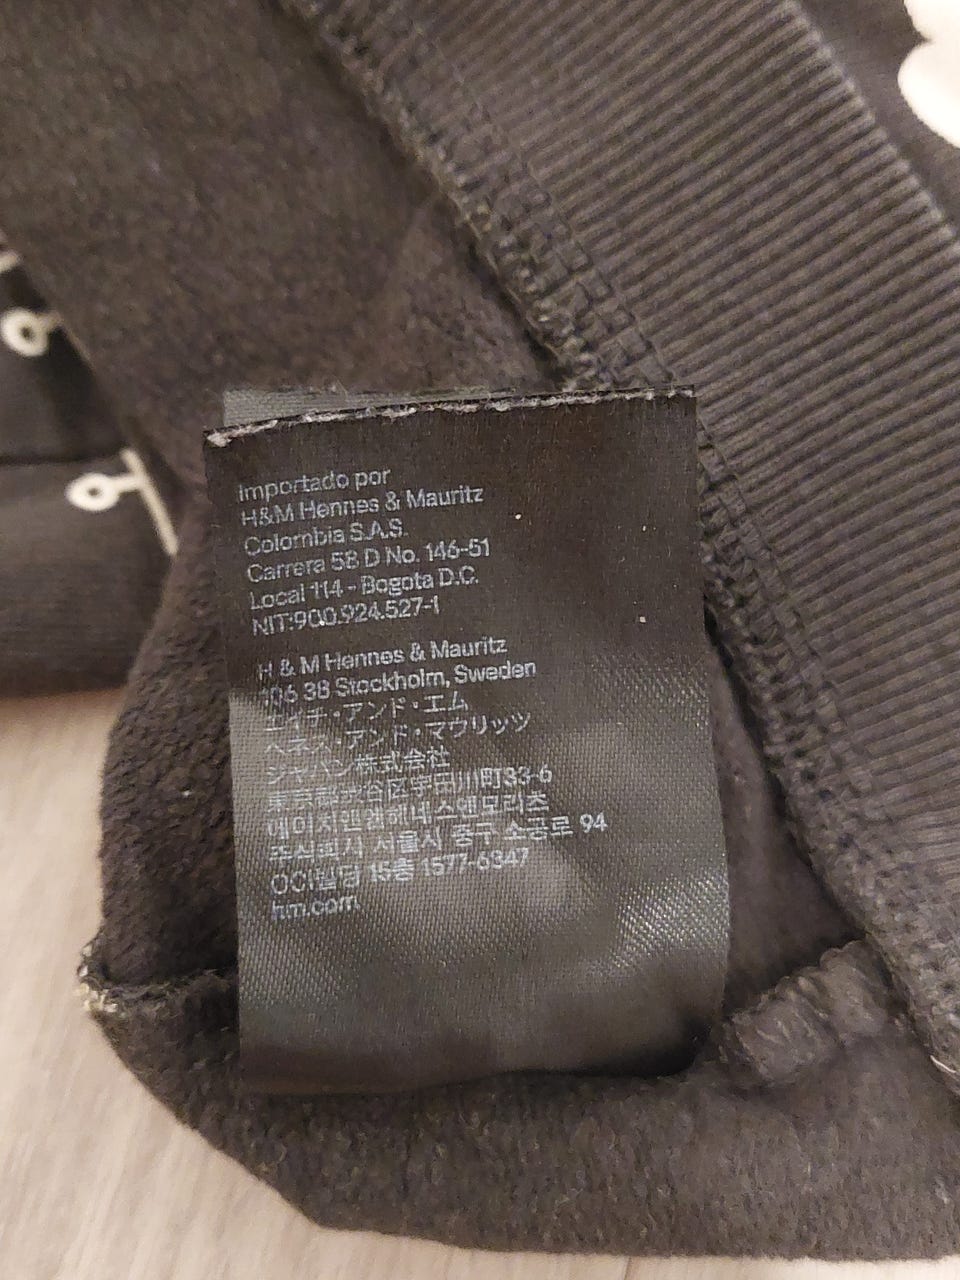 Importado por
H&M Hennes & Mauritz
Colombia S.A.S.
Carrera 58 D No. 146-51
Local 114 - Bogota D.C.
NIT:900.924.527-1
H & M Hennes & Mauritz
106 38 Stockholm, Sweden
エイチ・アンド・エム
ヘネス・アンド・マウリッツ
ジャパン株式会社
東京都渋谷区宇田川町33-6
에이치앤엠헤네스앤모리츠
주식회사 서울시 중구 소공로 94
OCI빌딩 15층 1577-6347
hm.com